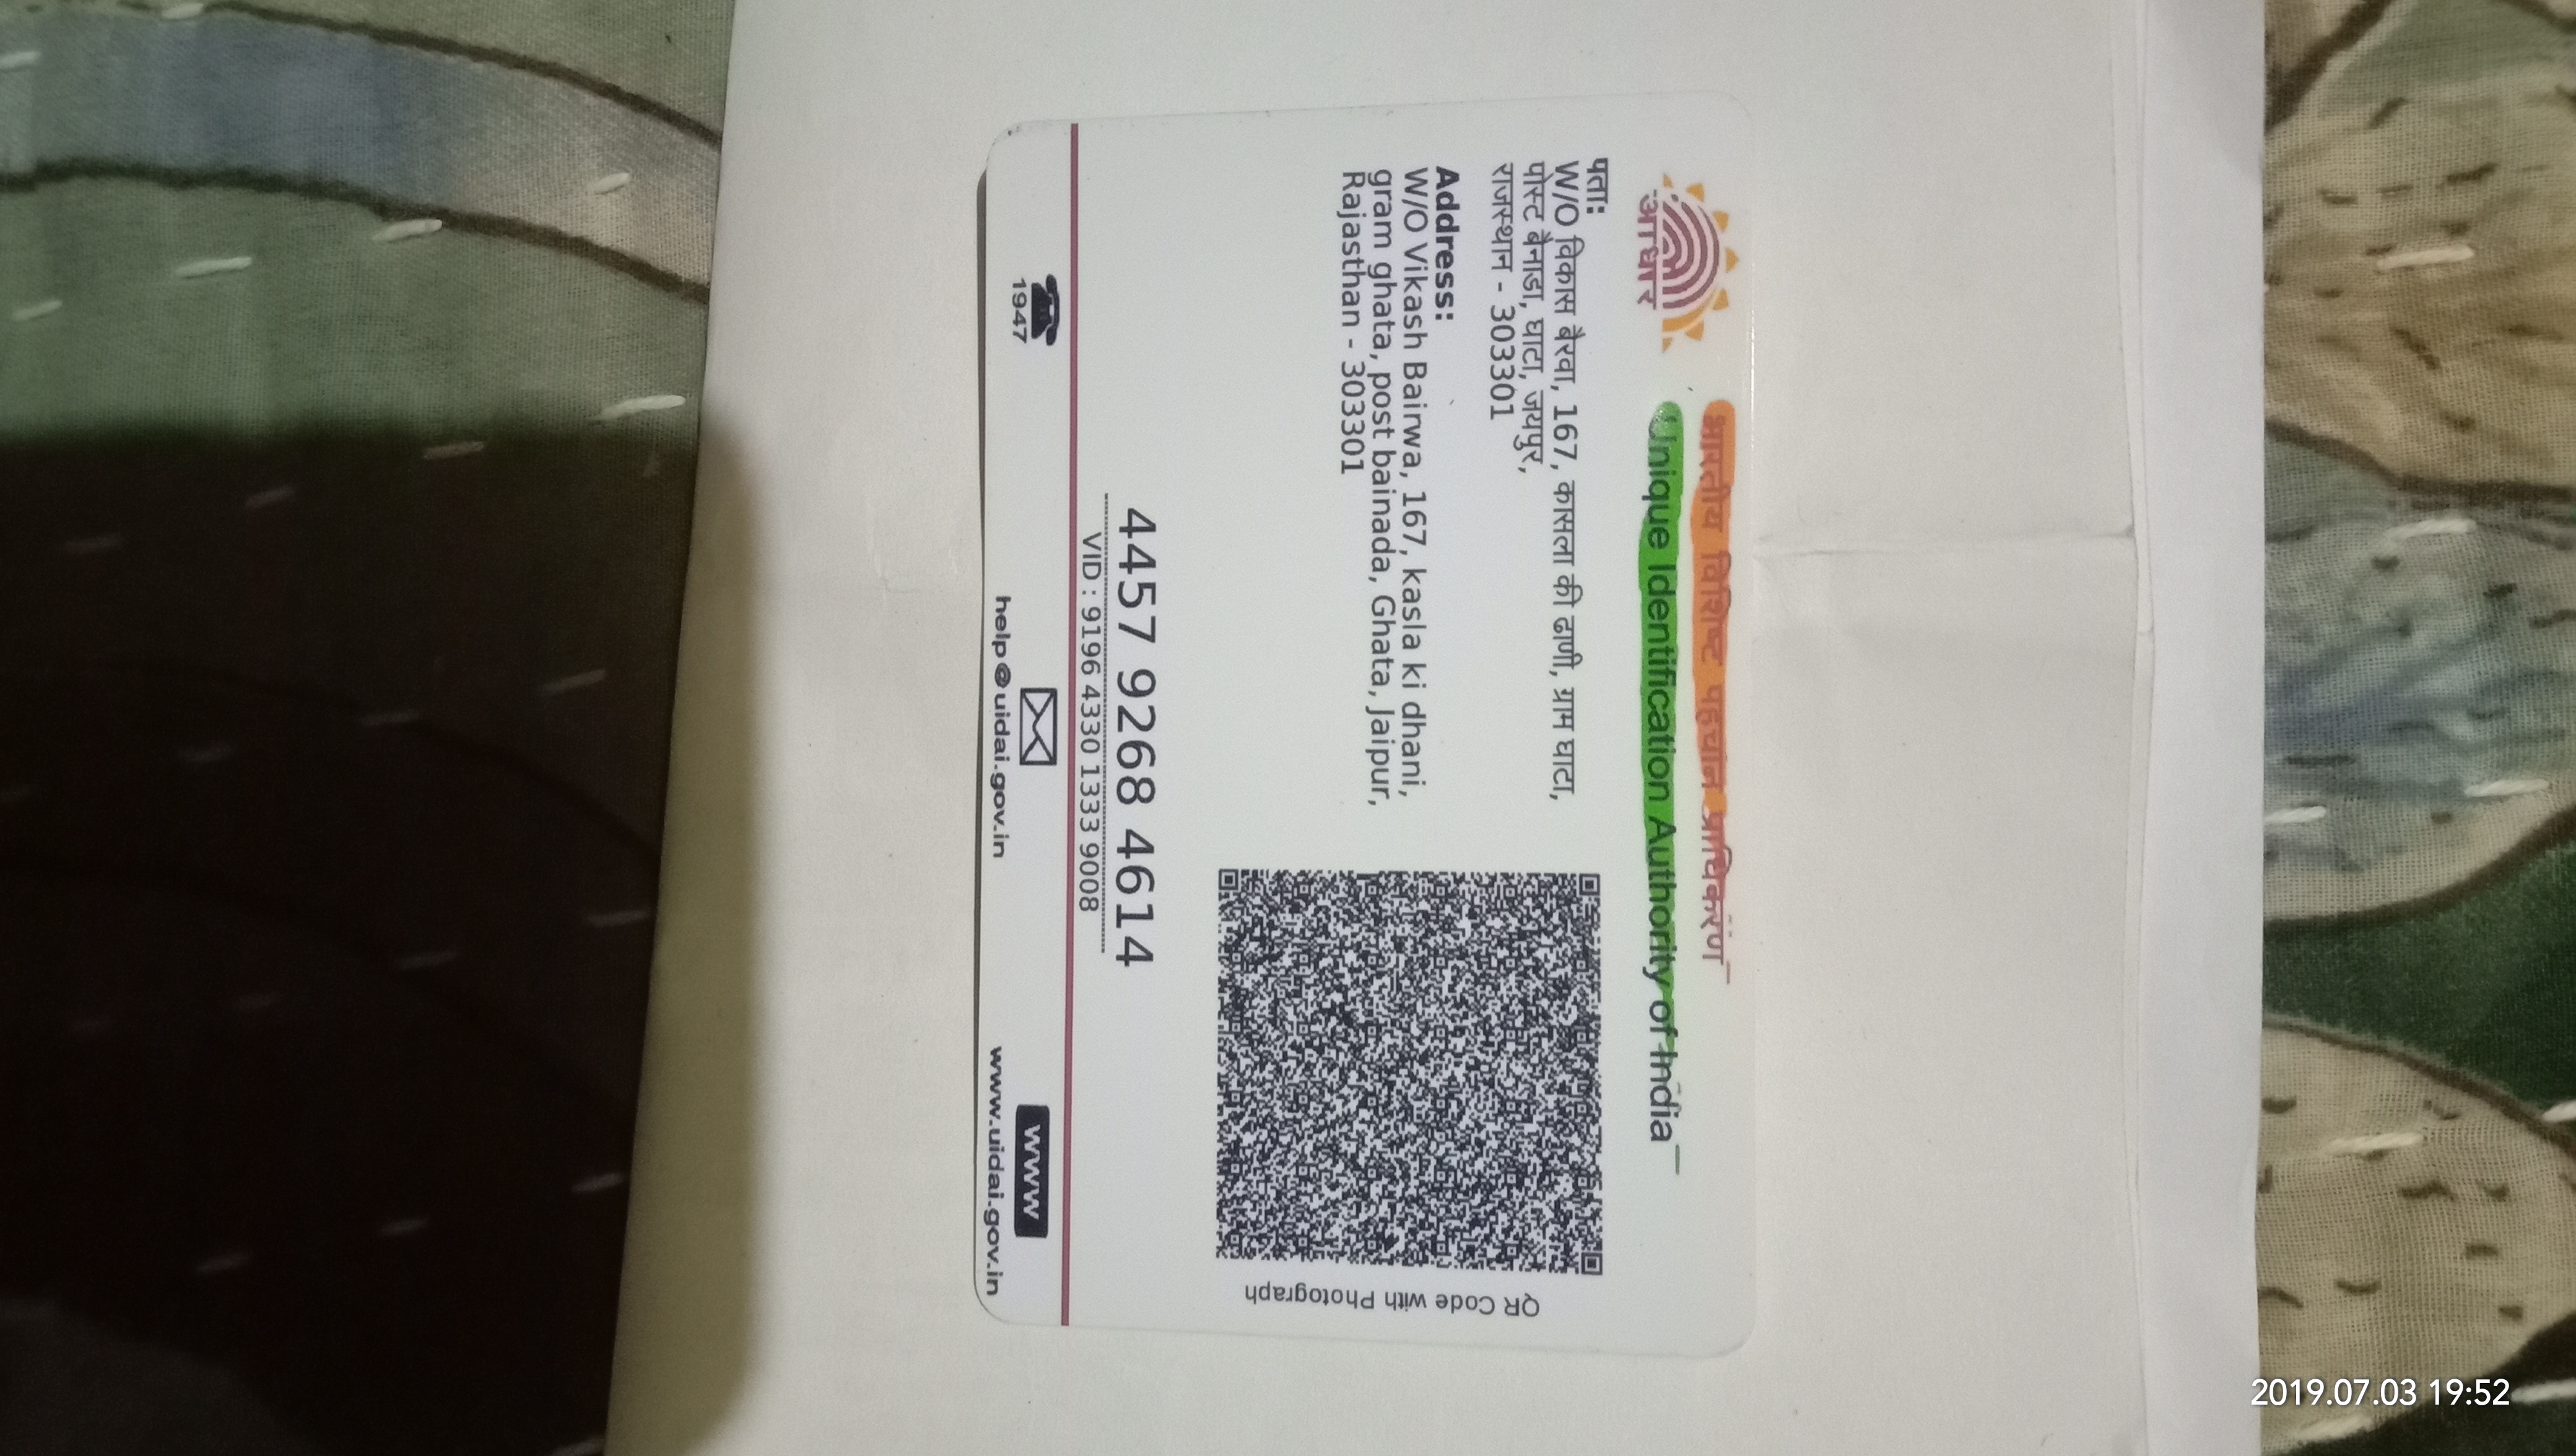 आधार
भारतीय विशिष्ट पहचान प्राधिकरण
Unique Identification Authority of India
पता:
W/O विकास बैरवा, 167, कासला की ढाणी, ग्राम घाटा,
पोस्ट बैनाडा, घाटा, जयपुर,
राजस्थान - 303301
Address:
W/O Vikash Bairwa, 167, kasla ki dhani,
gram ghata, post bainada, Ghata, Jaipur,
Rajasthan - 303301
QR Code with Photograph
4457 9268 4614
VID : 9196 4330 1333 9008
1947
help@uidai.gov.in
www
www.uidai.gov.in
2019.07.03 19:52